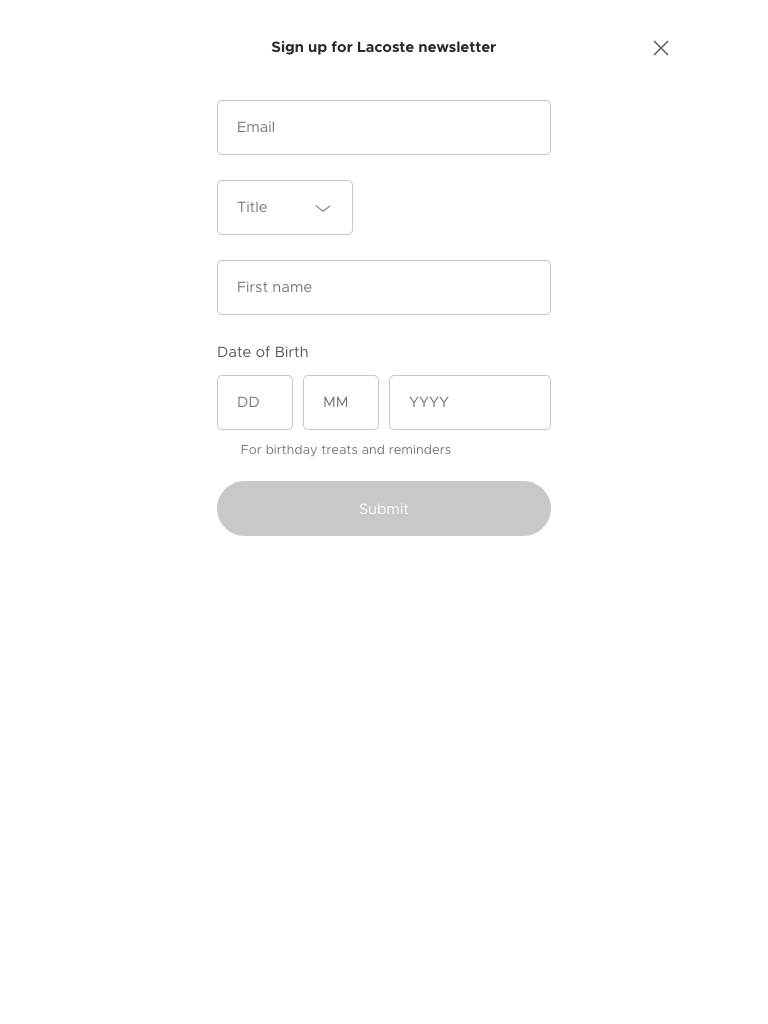 Sign up for Lacoste newsletter
Email
Title
First name
Date of Birth
DD MM YYYY
For birthday treats and reminders
Submit